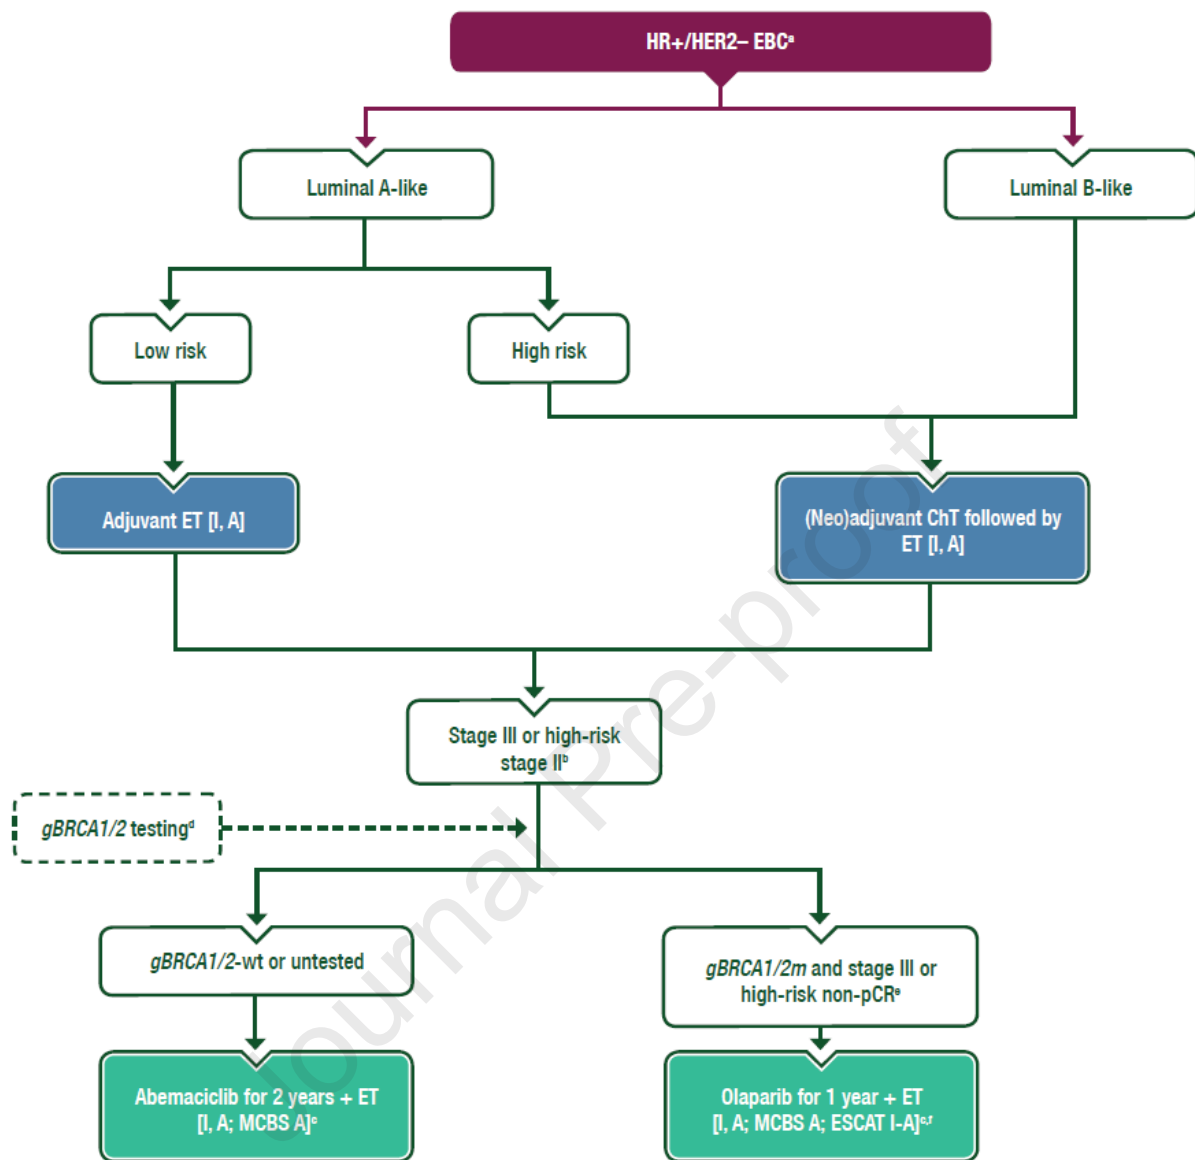 HR+/HER2– EBCᵃ
Luminal A-like
Luminal B-like
Low risk
High risk
Adjuvant ET [I, A]
(Neo)adjuvant ChT followed by
ET [I, A]
Stage III or high-risk
stage IIᵇ
gBRCA1/2 testingᵈ
gBRCA1/2-wt or untested
gBRCA1/2m and stage III or
high-risk non-pCRᵉ
Abemaciclib for 2 years + ET
[I, A; MCBS A]ᶜ
Olaparib for 1 year + ET
[I, A; MCBS A; ESCAT I-A]ᶜ,ᶠ
Journal Pre-proof